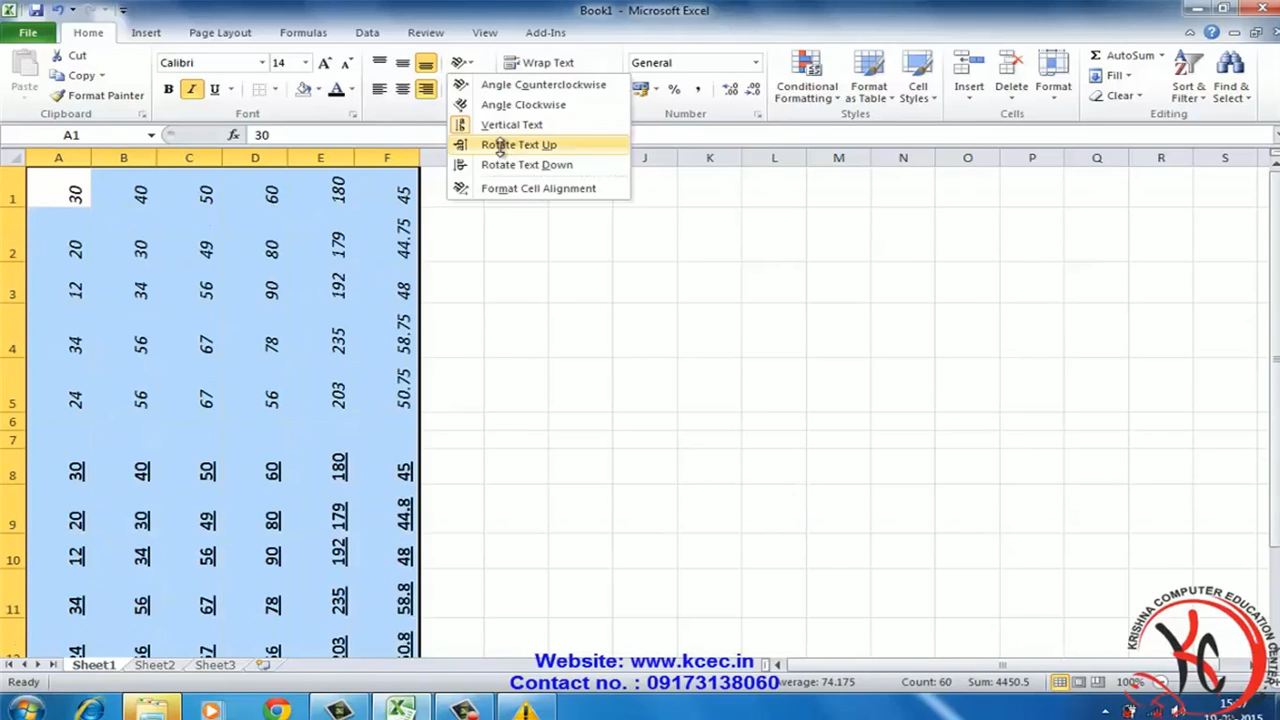 Book1 - Microsoft Excel
File Home Insert Page Layout Formulas Data Review View Add-Ins
Paste
Cut
Copy
Format Painter
Clipboard
Calibri 14
B I U
Font
Wrap Text
General
Number
Conditional Formatting
Format as Table
Cell Styles
Styles
Insert Delete Format
Cells
AutoSum
Fill
Clear
Sort & Filter
Find & Select
Editing
Angle Counterclockwise
Angle Clockwise
Vertical Text
Rotate Text Up
Rotate Text Down
Format Cell Alignment
A1 fx 30
A B C D E F J K L M N O P Q R S
1 30 40 50 60 180 45
2 20 30 49 80 179 44.75
3 12 34 56 90 192 48
4 34 56 67 78 235 58.75
5 24 56 67 56 203 50.75
6
7
8 30 40 50 60 180 45
9 20 30 49 80 179 44.8
10 12 34 56 90 192 48
11 34 56 67 78 235 58.8
Sheet1 Sheet2 Sheet3
Ready
Average: 74.175 Count: 60 Sum: 4450.5 100%
Website: www.kcec.in
Contact no. : 09173138060
KRISHNA COMPUTER EDUCATION CENTER
KC